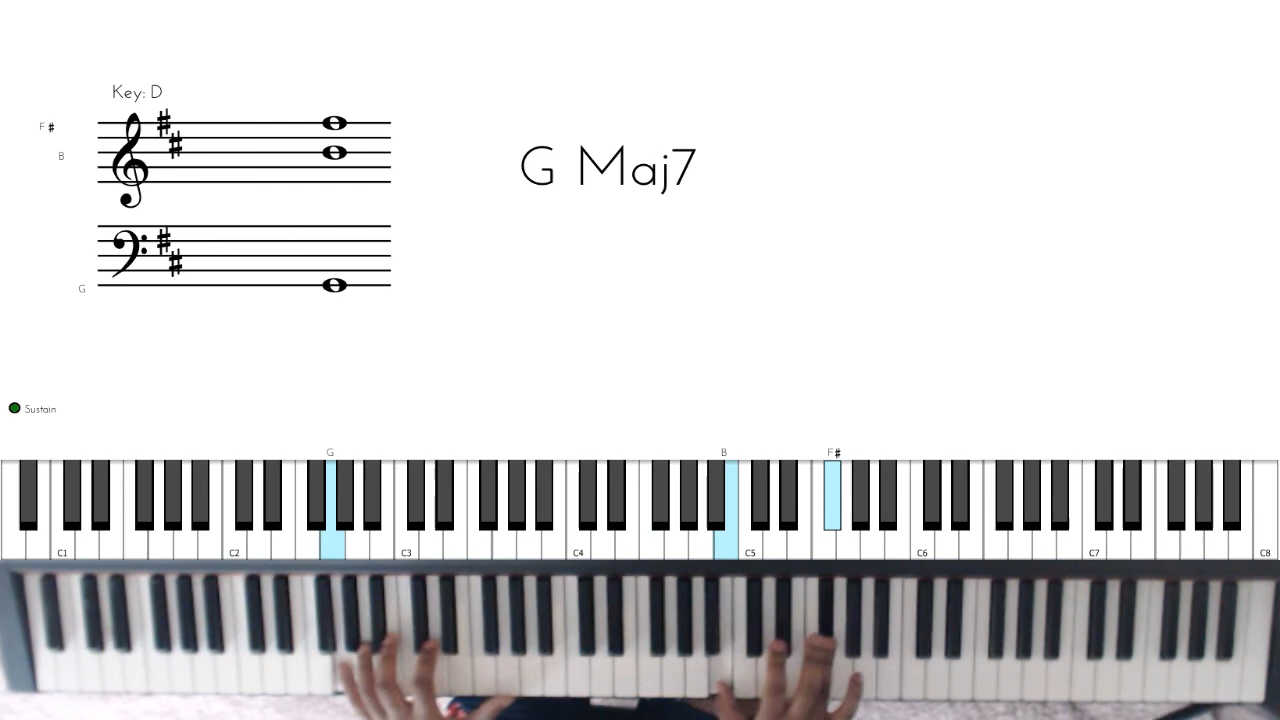 Key: D
F♯
B
G Maj7
G
Sustain
G B F♯
C1 C2 C3 C4 C5 C6 C7 C8